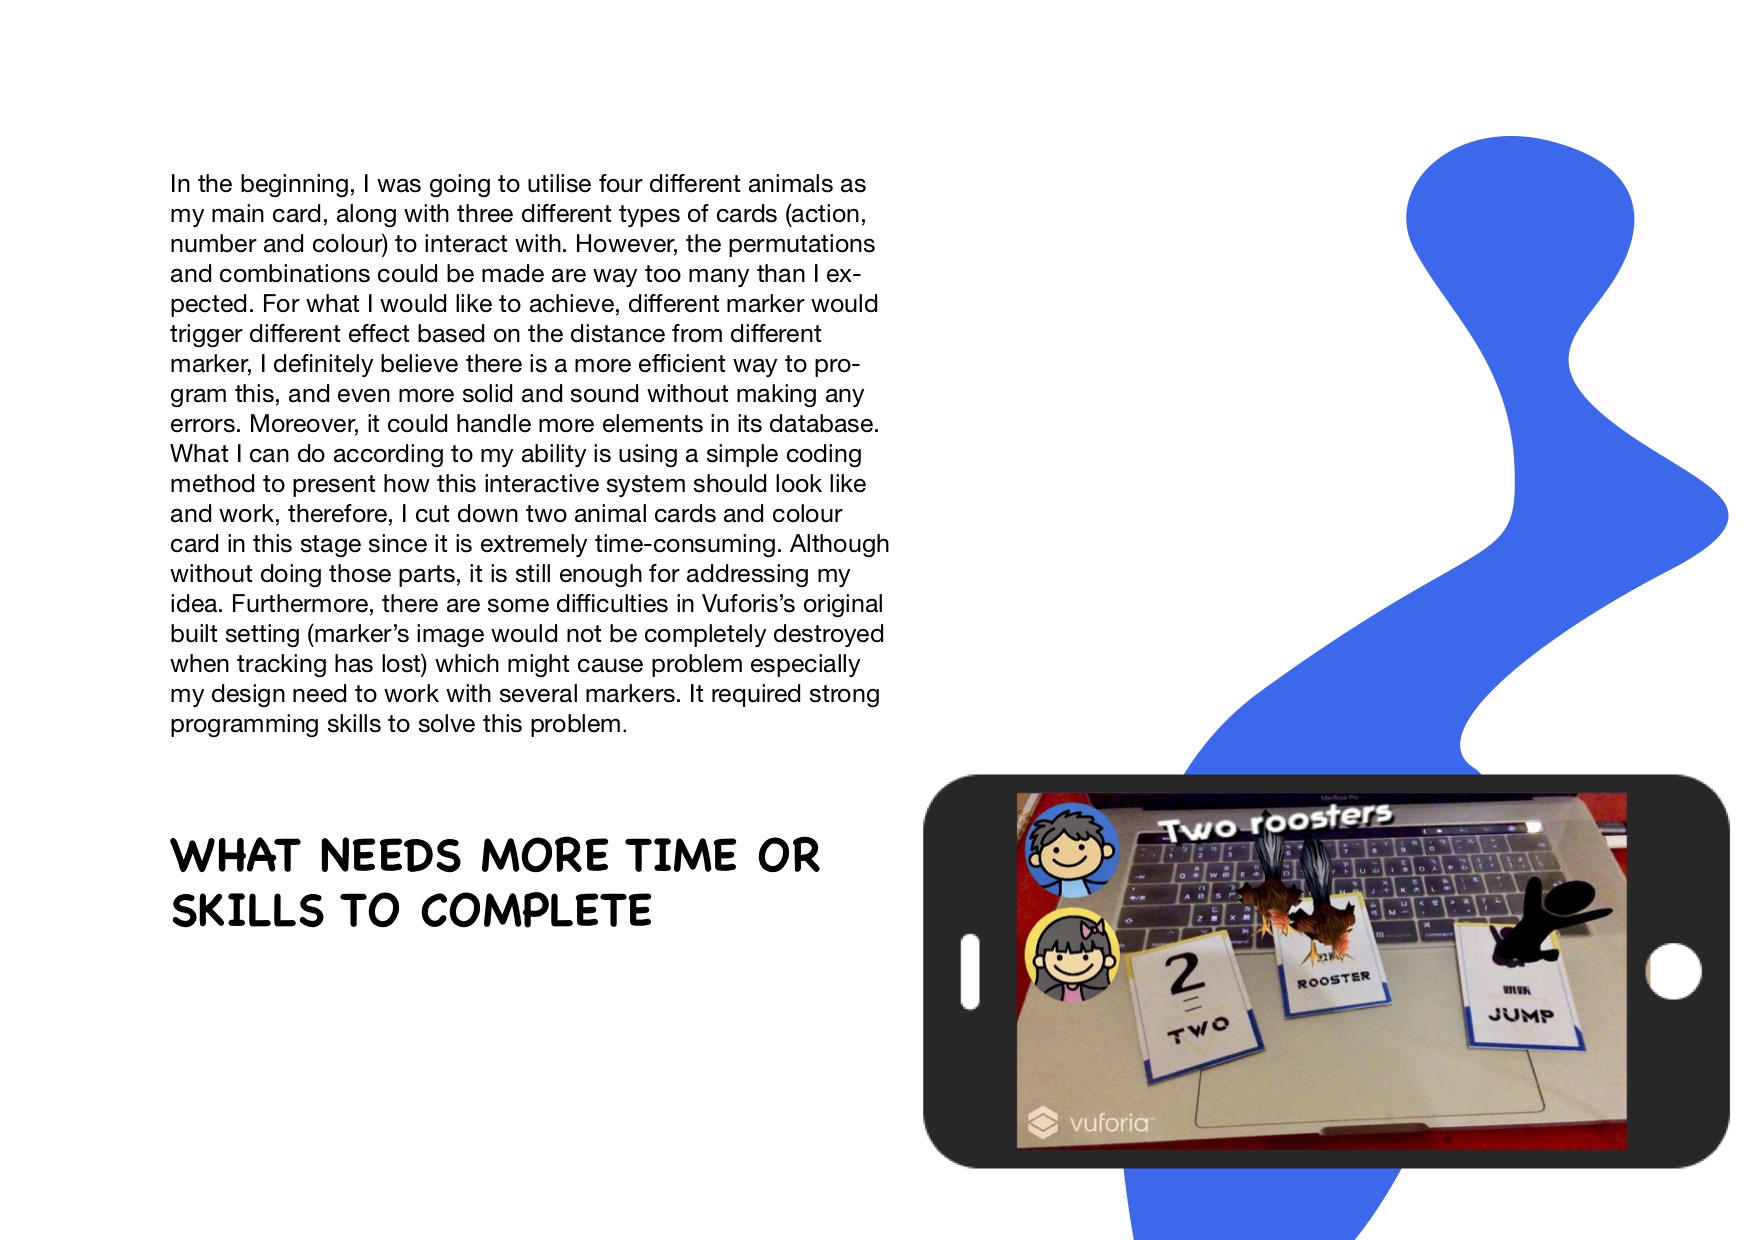 In the beginning, I was going to utilise four different animals as
my main card, along with three different types of cards (action,
number and colour) to interact with. However, the permutations
and combinations could be made are way too many than I ex-
pected. For what I would like to achieve, different marker would
trigger different effect based on the distance from different
marker, I definitely believe there is a more efficient way to pro-
gram this, and even more solid and sound without making any
errors. Moreover, it could handle more elements in its database.
What I can do according to my ability is using a simple coding
method to present how this interactive system should look like
and work, therefore, I cut down two animal cards and colour
card in this stage since it is extremely time-consuming. Although
without doing those parts, it is still enough for addressing my
idea. Furthermore, there are some difficulties in Vuforis’s original
built setting (marker’s image would not be completely destroyed
when tracking has lost) which might cause problem especially
my design need to work with several markers. It required strong
programming skills to solve this problem.
WHAT NEEDS MORE TIME OR
SKILLS TO COMPLETE
Two roosters
2
二
TWO
ROOSTER
JUMP
vuforia™